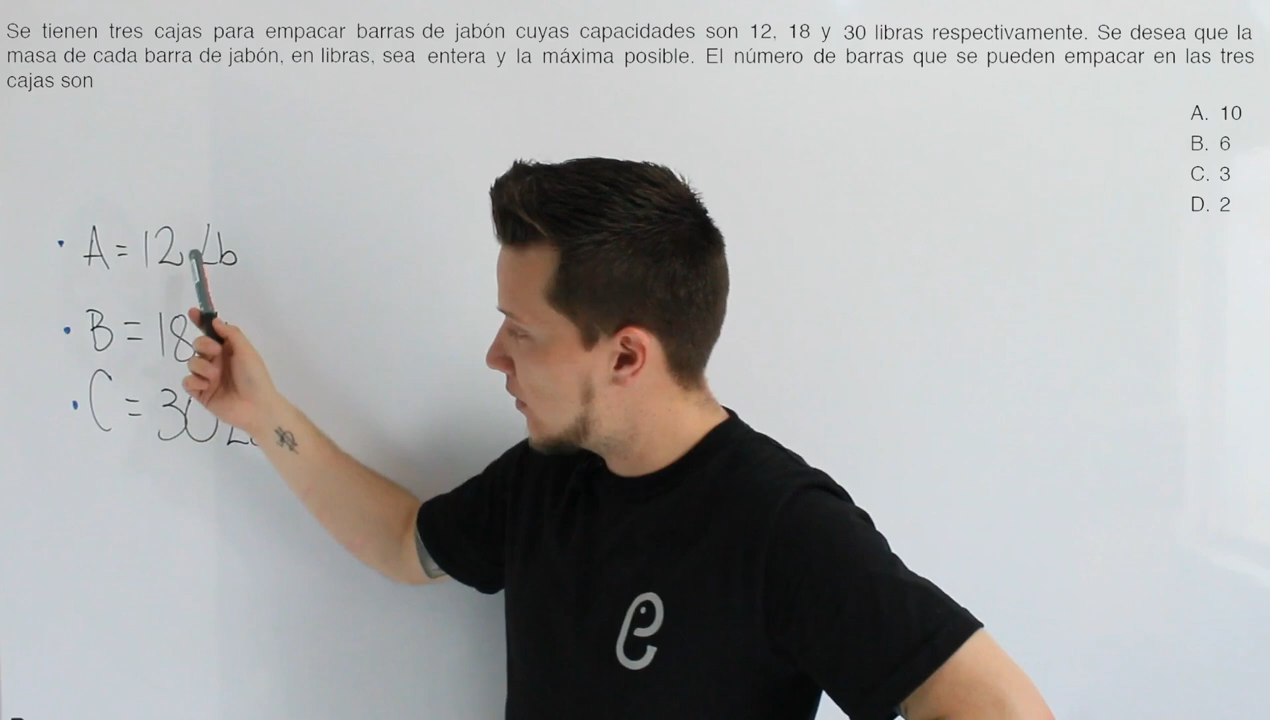 Se tienen tres cajas para empacar barras de jabón cuyas capacidades son 12, 18 y 30 libras respectivamente. Se desea que la
masa de cada barra de jabón, en libras, sea entera y la máxima posible. El número de barras que se pueden empacar en las tres
cajas son
A. 10
B. 6
C. 3
D. 2
A = 12 Lb
B = 18
C = 30